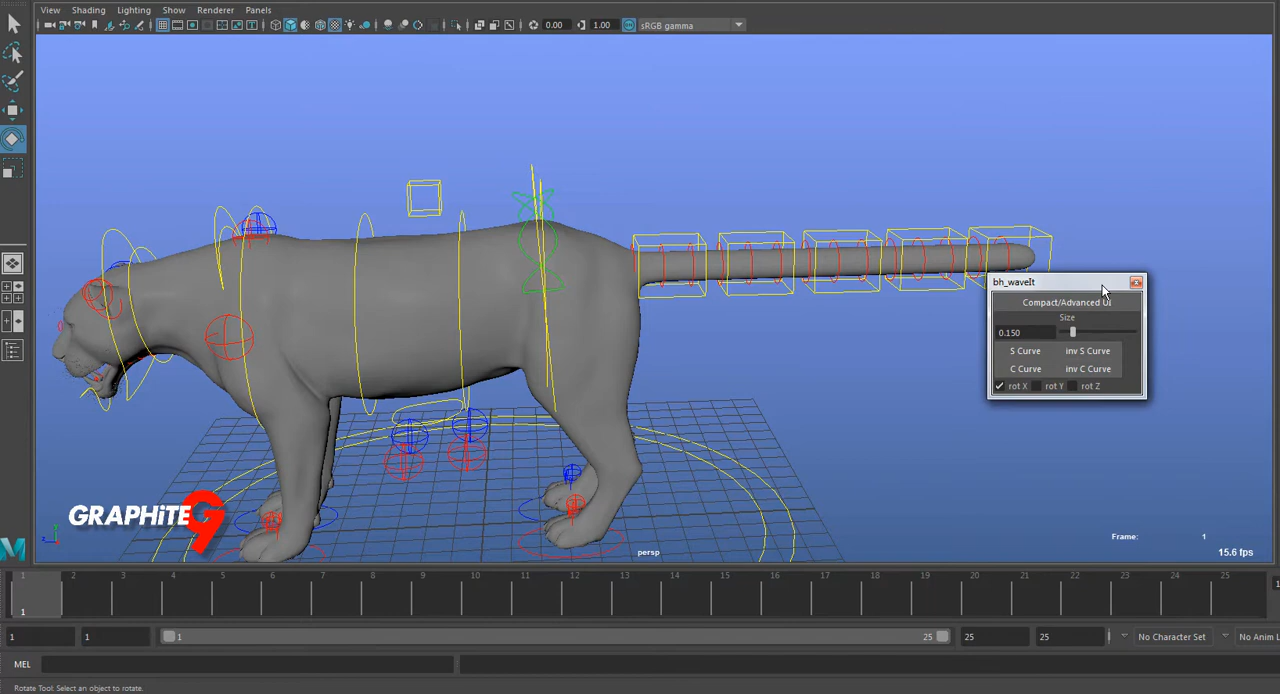 View Shading Lighting Show Renderer Panels
0.00 1.00 sRGB gamma
bh_waveIt
Compact/Advanced UI
Size
0.150
S Curve inv S Curve
C Curve inv C Curve
rot X rot Y rot Z
GRAPHiTE9
Frame: 1
persp
15.6 fps
1 2 3 4 5 6 7 8 9 10 11 12 13 14 15 16 17 18 19 20 21 22 23 24 25
1
1 1 1 25 25 25 No Character Set No Anim L
MEL
Rotate Tool: Select an object to rotate.